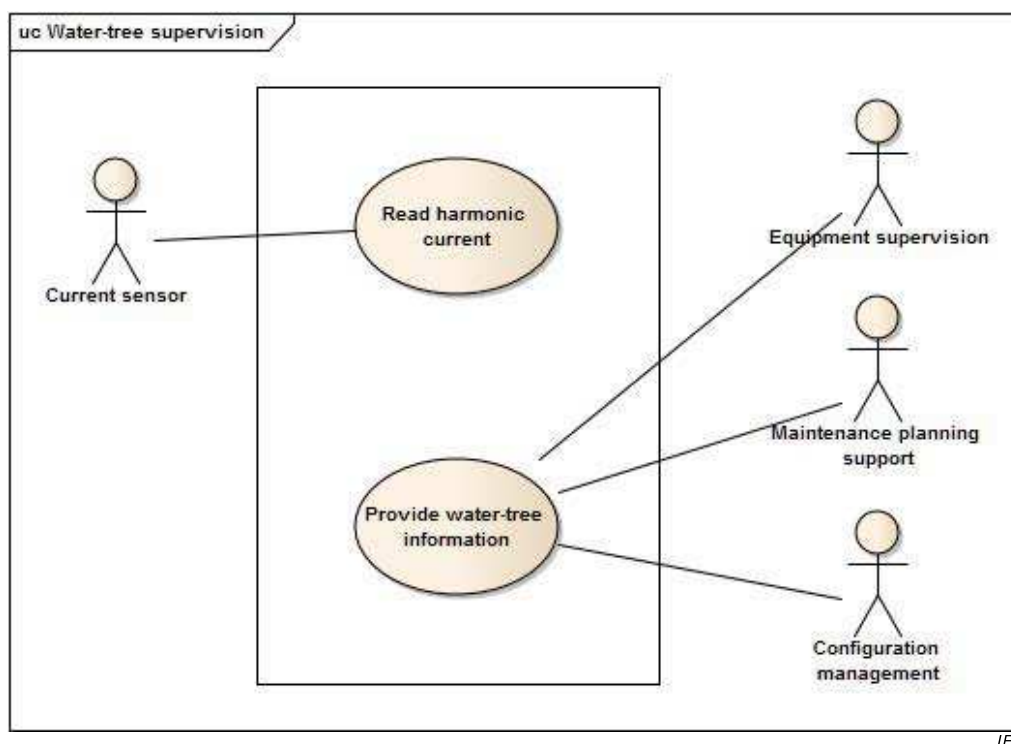 uc Water-tree supervision
Read harmonic
current
Equipment supervision
Current sensor
Maintenance planning
support
Provide water-tree
information
Configuration
management